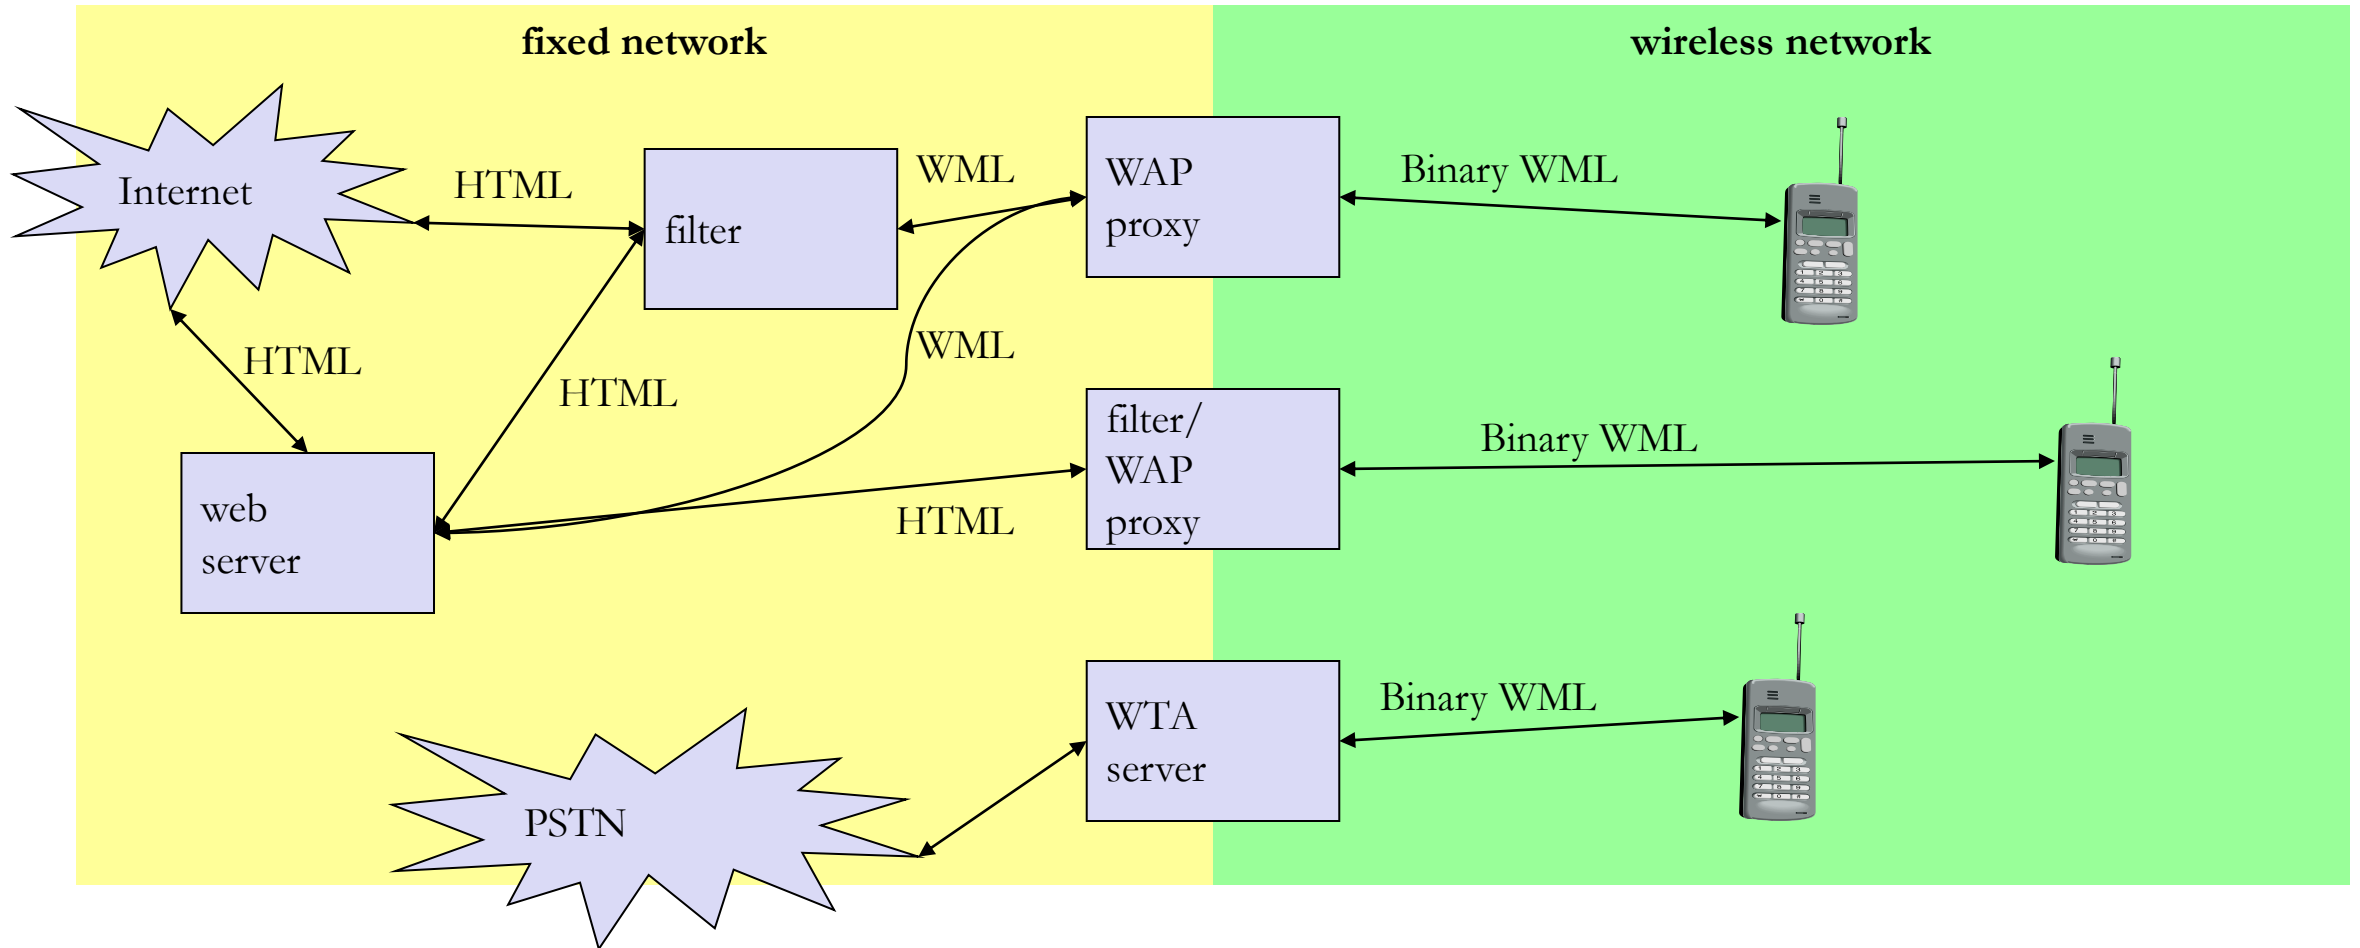 fixed network
wireless network
Internet
HTML
filter
WML
WAP
proxy
Binary WML
HTML
HTML
WML
web
server
HTML
filter/
WAP
proxy
Binary WML
PSTN
WTA
server
Binary WML